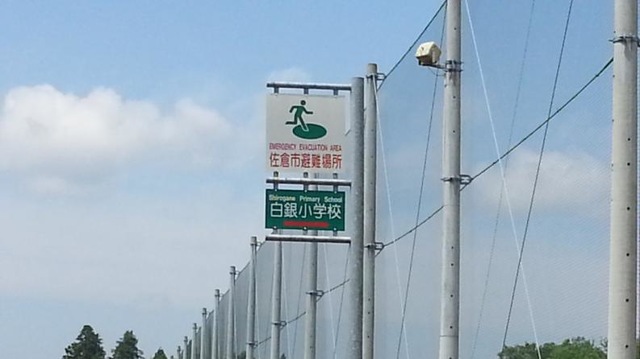 EMERGENCY EVACUATION AREA
佐倉市避難場所
Shirogane Primary School
白銀小学校